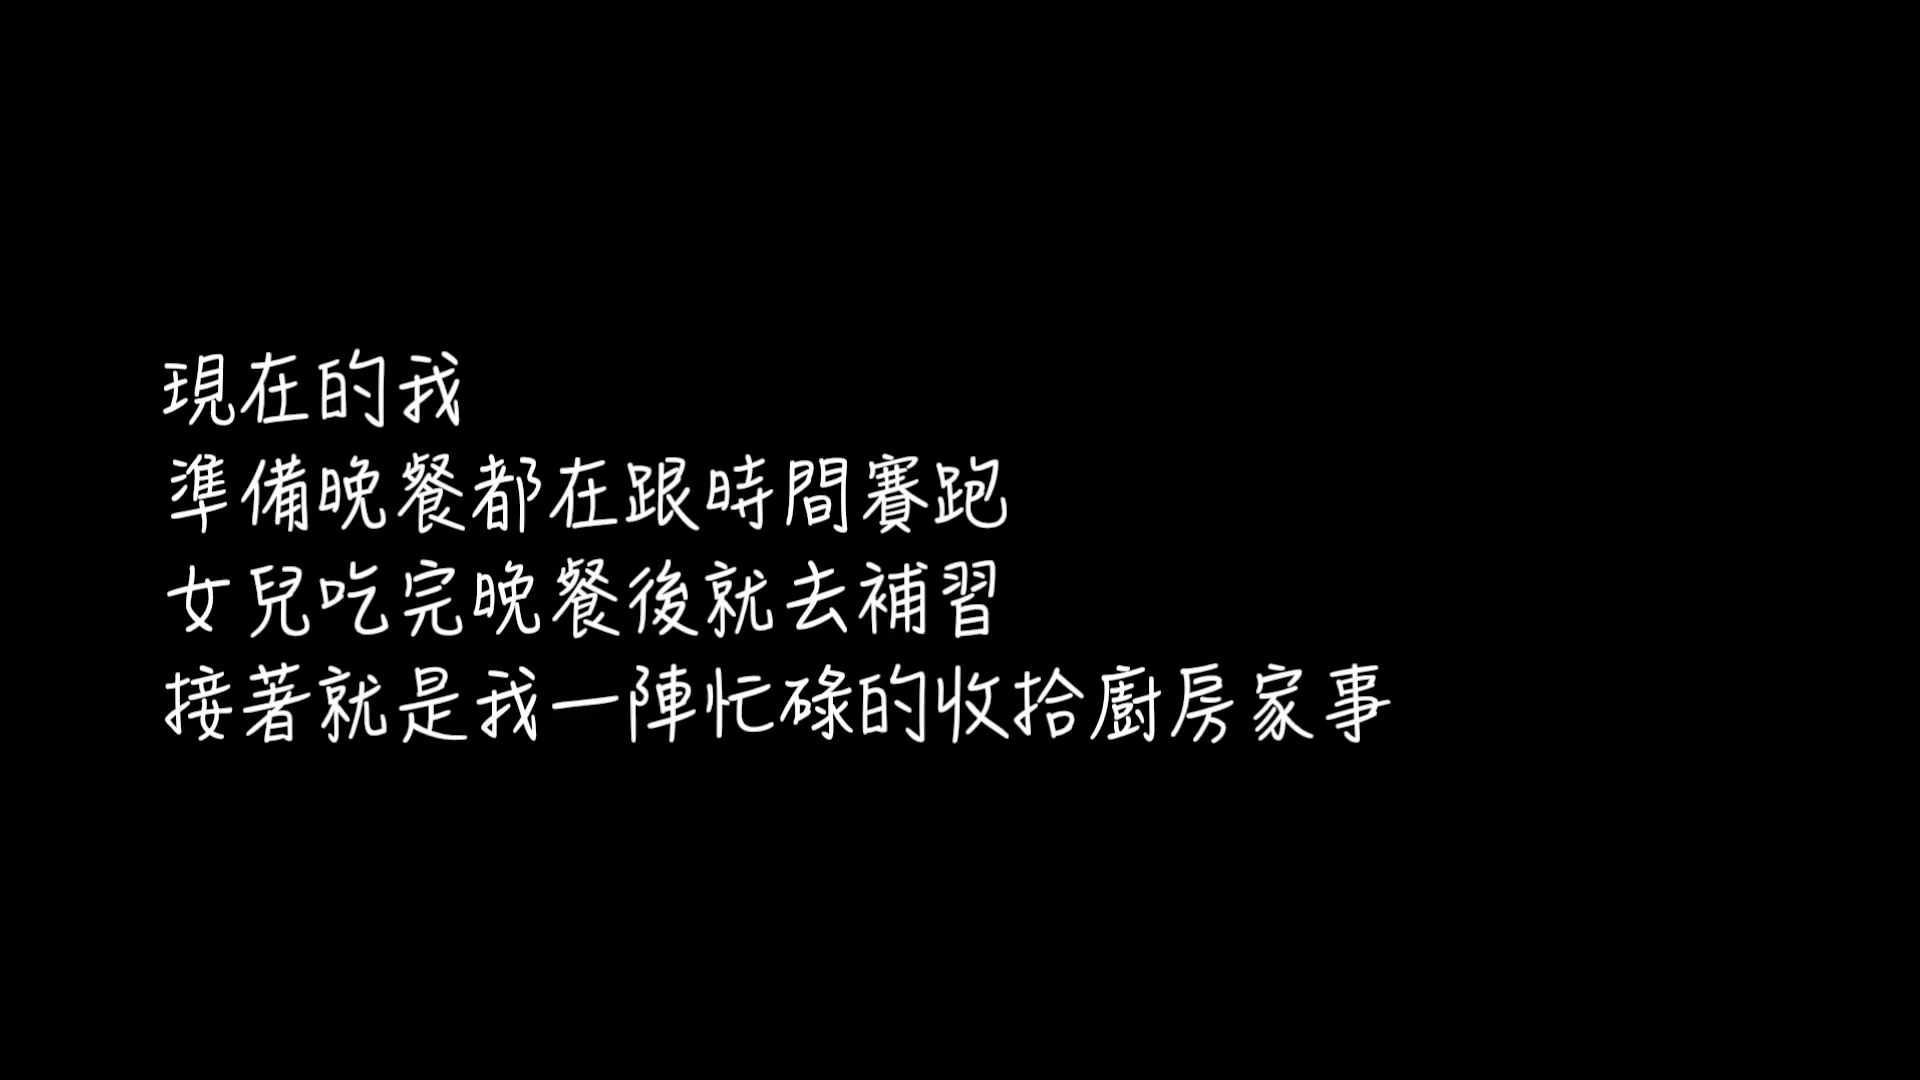 現在的我
準備晚餐都在跟時間賽跑
女兒吃完晚餐後就去補習
接著就是我一陣忙碌的收拾廚房家事